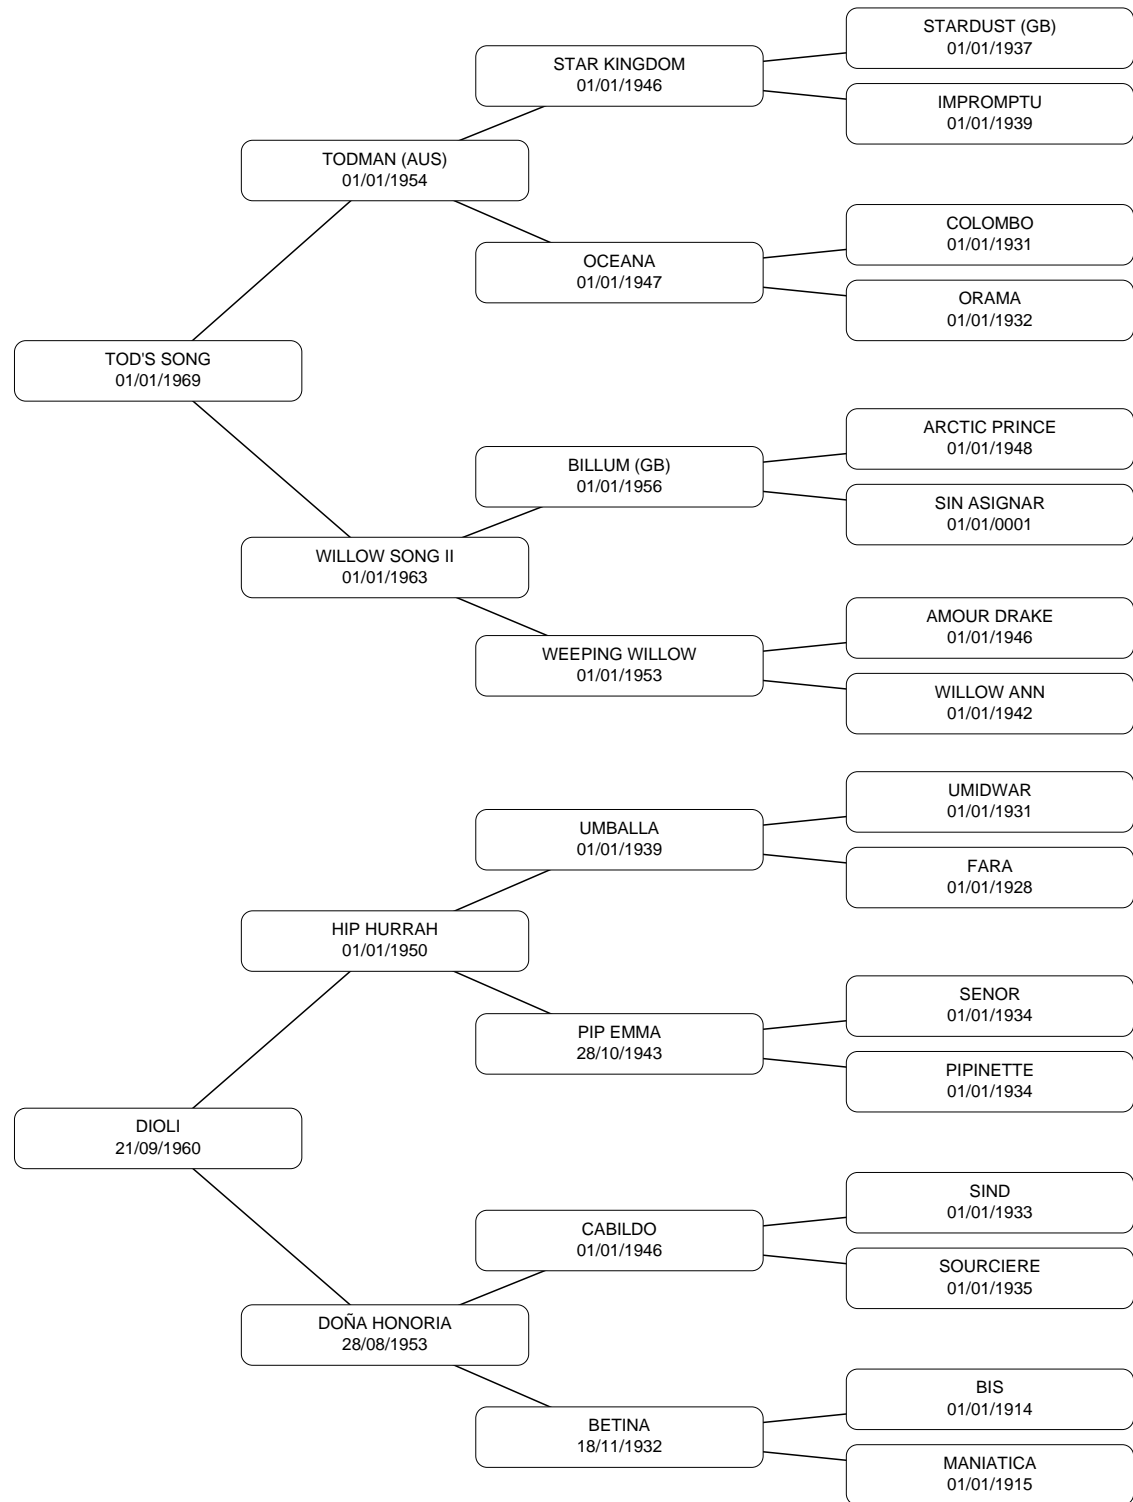 STARDUST (GB)
01/01/1937
STAR KINGDOM
01/01/1946
IMPROMPTU
01/01/1939
TODMAN (AUS)
01/01/1954
COLOMBO
01/01/1931
OCEANA
01/01/1947
ORAMA
01/01/1932
TOD'S SONG
01/01/1969
ARCTIC PRINCE
01/01/1948
BILLUM (GB)
01/01/1956
SIN ASIGNAR
01/01/0001
WILLOW SONG II
01/01/1963
AMOUR DRAKE
01/01/1946
WEEPING WILLOW
01/01/1953
WILLOW ANN
01/01/1942
UMIDWAR
01/01/1931
UMBALLA
01/01/1939
FARA
01/01/1928
HIP HURRAH
01/01/1950
SENOR
01/01/1934
PIP EMMA
28/10/1943
PIPINETTE
01/01/1934
DIOLI
21/09/1960
SIND
01/01/1933
CABILDO
01/01/1946
SOURCIERE
01/01/1935
DOÑA HONORIA
28/08/1953
BIS
01/01/1914
BETINA
18/11/1932
MANIATICA
01/01/1915